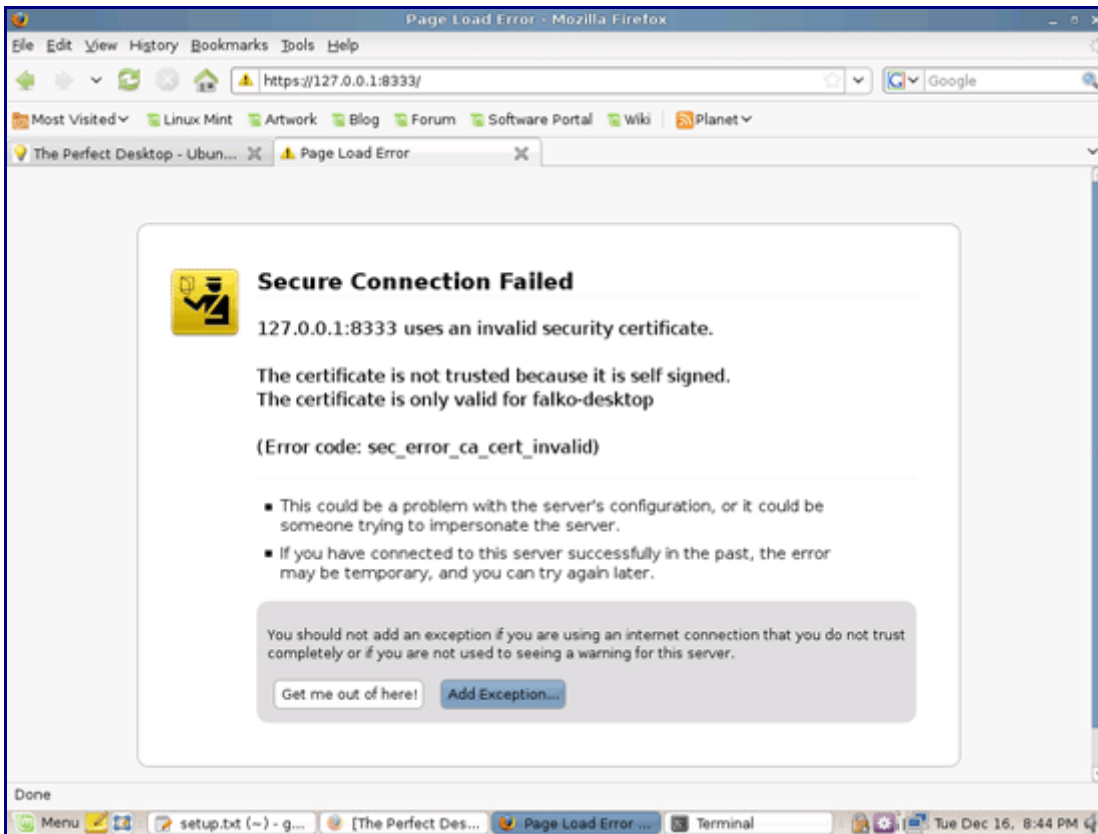 Page Load Error - Mozilla Firefox
File Edit View History Bookmarks Tools Help
https://127.0.0.1:8333/ Google
Most Visited Linux Mint Artwork Blog Forum Software Portal Wiki Planet
The Perfect Desktop - Ubun... Page Load Error
Secure Connection Failed
127.0.0.1:8333 uses an invalid security certificate.
The certificate is not trusted because it is self signed.
The certificate is only valid for falko-desktop
(Error code: sec_error_ca_cert_invalid)
This could be a problem with the server's configuration, or it could be
someone trying to impersonate the server.
If you have connected to this server successfully in the past, the error
may be temporary, and you can try again later.
You should not add an exception if you are using an internet connection that you do not trust
completely or if you are not used to seeing a warning for this server.
Get me out of here! Add Exception...
Done
Menu setup.txt (~) - g... [The Perfect Des... Page Load Error ... Terminal Tue Dec 16, 8:44 PM